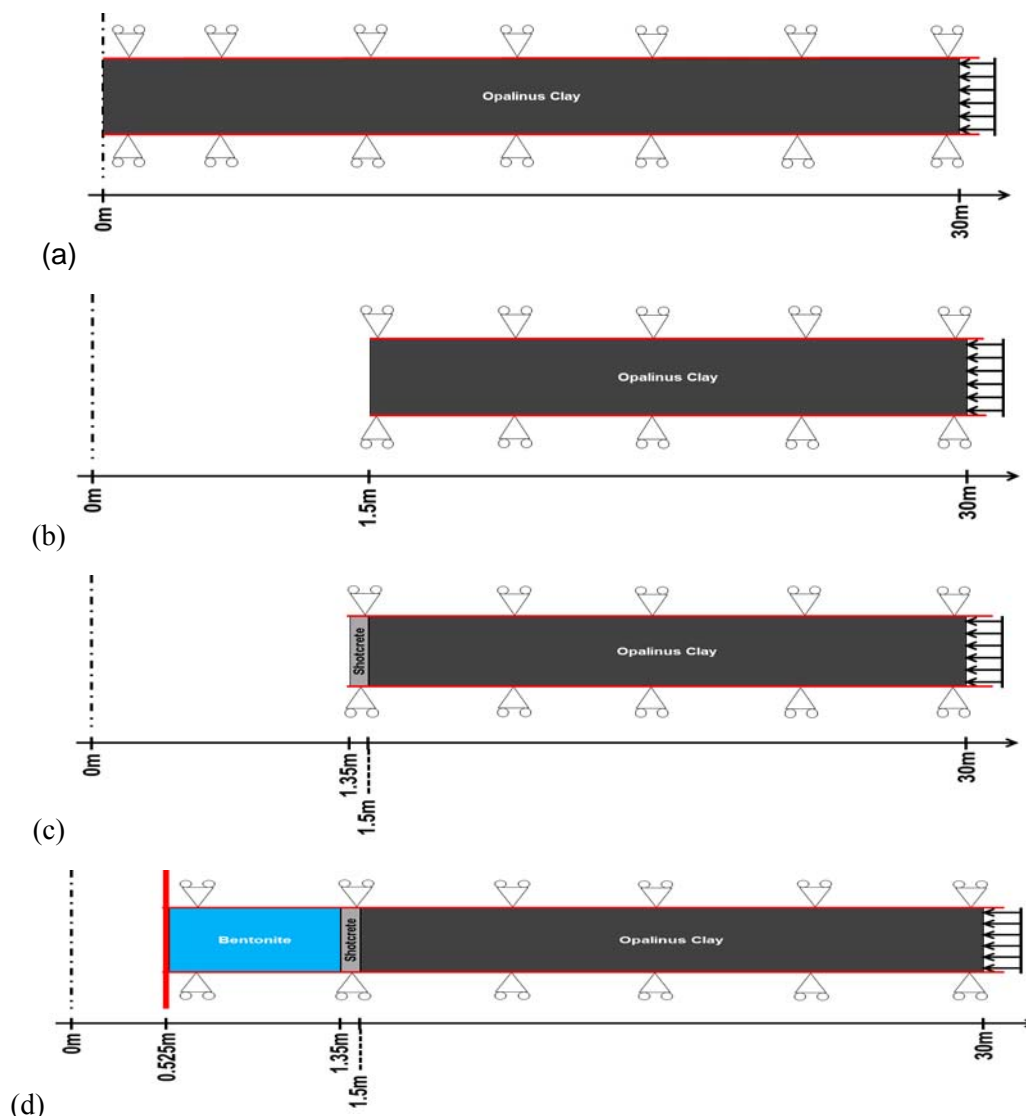 Opalinus Clay
0m
30m
(a)
Opalinus Clay
0m
1.5m
30m
(b)
Shotcrete
Opalinus Clay
0m
1.35m
1.5m
30m
(c)
Bentonite
Shotcrete
Opalinus Clay
0m
0.525m
1.35m
1.5m
30m
(d)